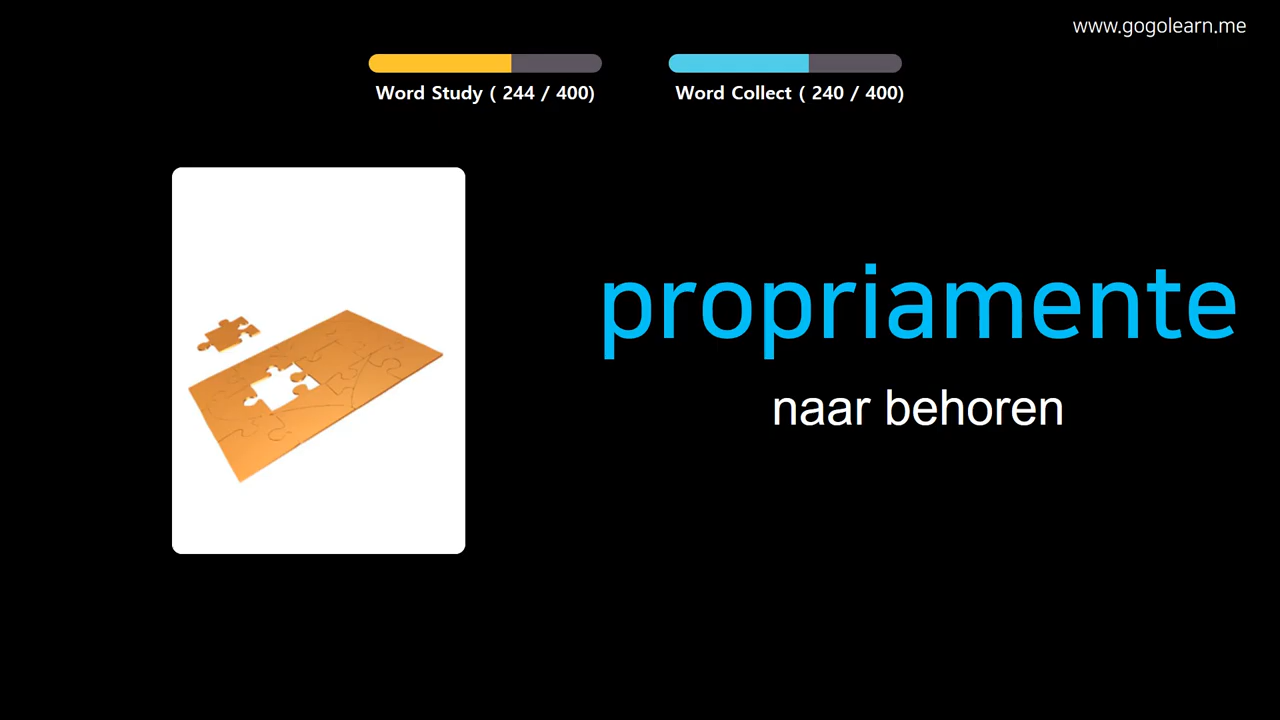 www.gogolearn.me
Word Study ( 244 / 400)
Word Collect ( 240 / 400)
propriamente
naar behoren